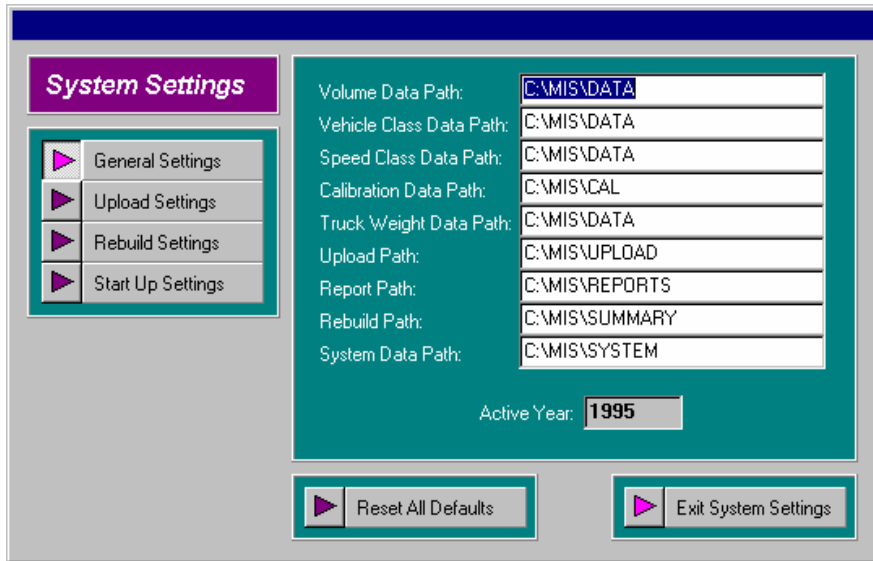 System Settings
General Settings
Upload Settings
Rebuild Settings
Start Up Settings
Volume Data Path: C:\MIS\DATA
Vehicle Class Data Path: C:\MIS\DATA
Speed Class Data Path: C:\MIS\DATA
Calibration Data Path: C:\MIS\CAL
Truck Weight Data Path: C:\MIS\DATA
Upload Path: C:\MIS\UPLOAD
Report Path: C:\MIS\REPORTS
Rebuild Path: C:\MIS\SUMMARY
System Data Path: C:\MIS\SYSTEM
Active Year: 1995
Reset All Defaults
Exit System Settings